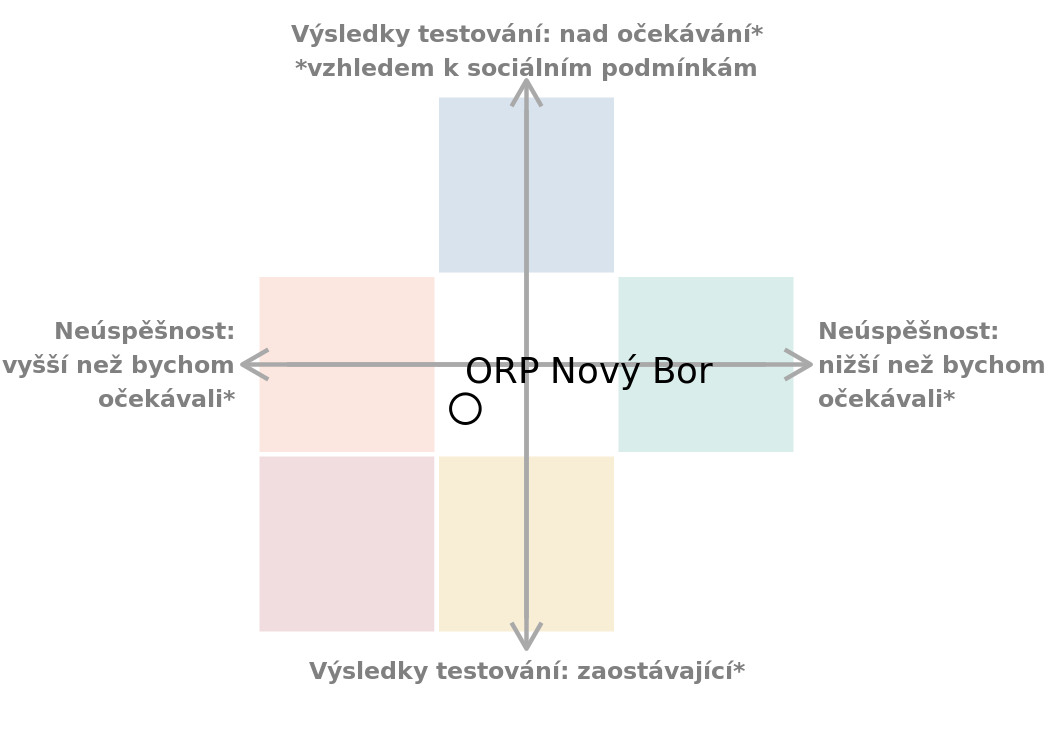 Výsledky testování: nad očekávání*
*vzhledem k sociálním podmínkám
Neúspěšnost:
vyšší než bychom
očekávali*
Neúspěšnost:
nižší než bychom
očekávali*
ORP Nový Bor
Výsledky testování: zaostávající*